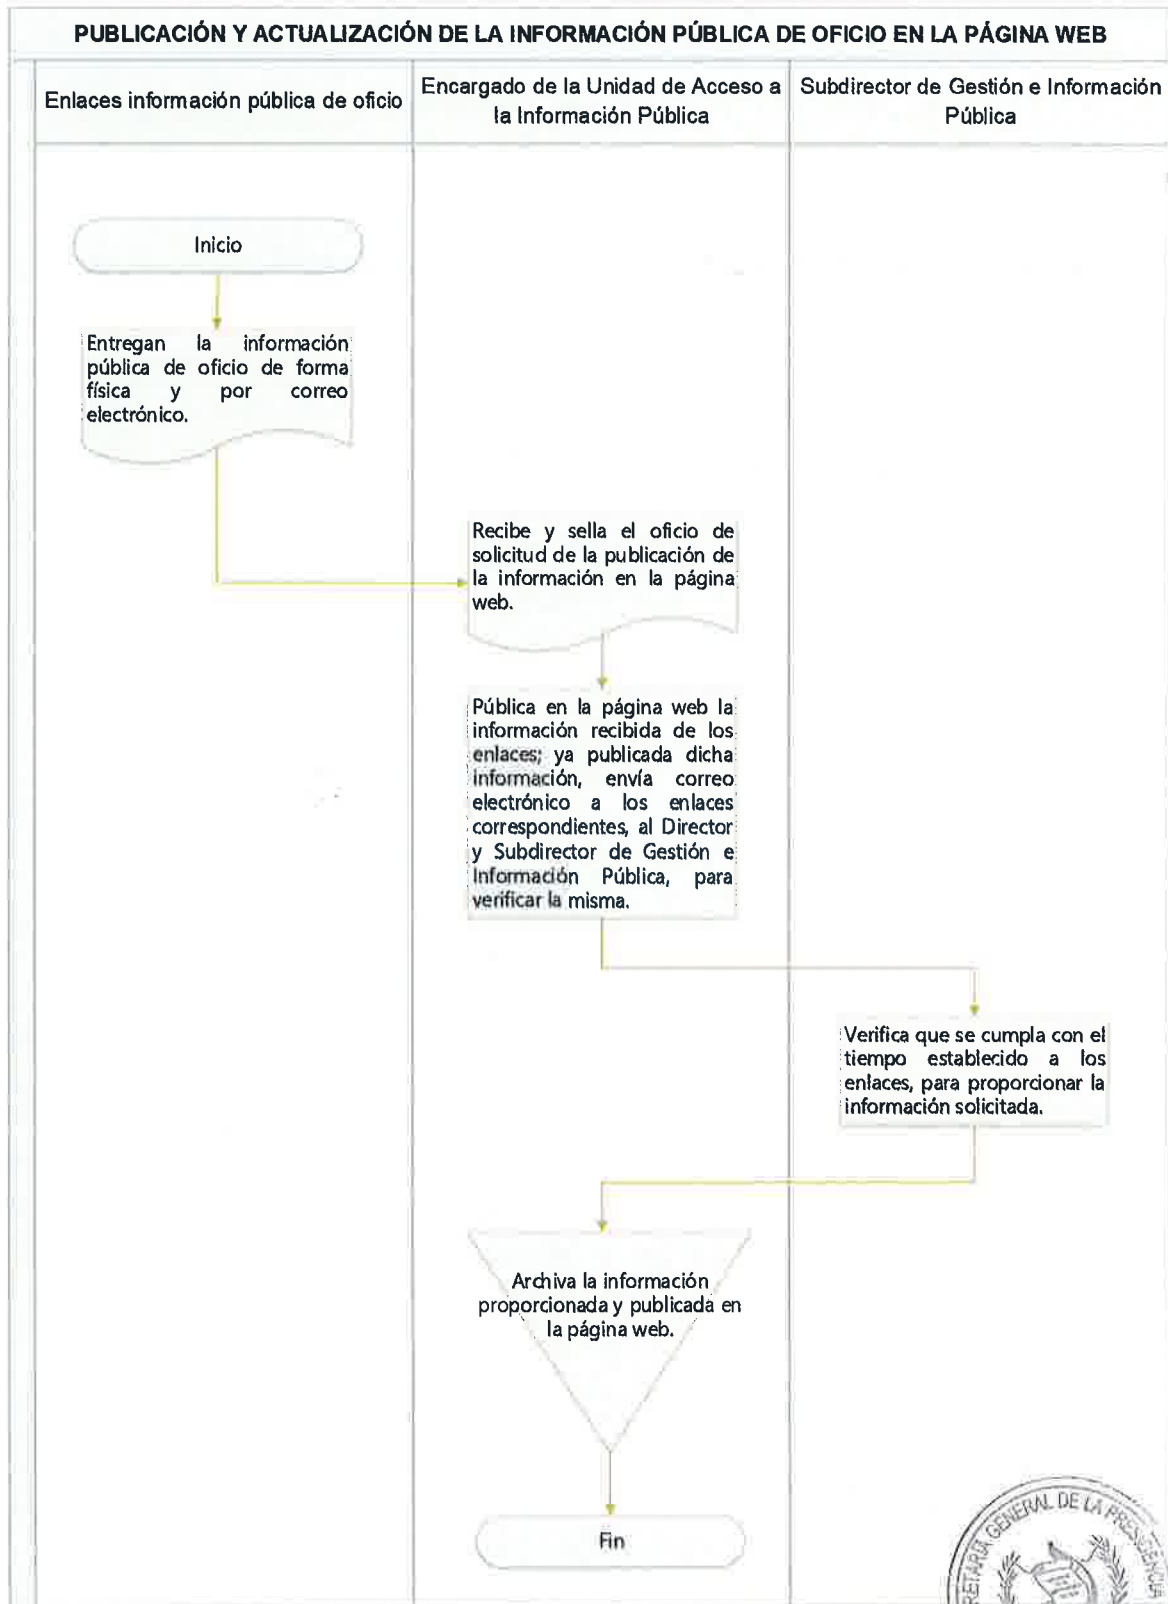 PUBLICACIÓN Y ACTUALIZACIÓN DE LA INFORMACIÓN PÚBLICA DE OFICIO EN LA PÁGINA WEB
Enlaces información pública de oficio
Encargado de la Unidad de Acceso a
la Información Pública
Subdirector de Gestión e Información
Pública
Inicio
Entregan la información
pública de oficio de forma
física y por correo
electrónico.
Recibe y sella el oficio de
solicitud de la publicación de
la información en la página
web.
Pública en la página web la
información recibida de los
enlaces; ya publicada dicha
información, envía correo
electrónico a los enlaces
correspondientes, al Director
y Subdirector de Gestión e
Información Pública, para
verificar la misma.
Verifica que se cumpla con el
tiempo establecido a los
enlaces, para proporcionar la
información solicitada.
Archiva la información
proporcionada y publicada en
la página web.
Fin
RETARIA GENERAL DE LA PRESIDENCIA